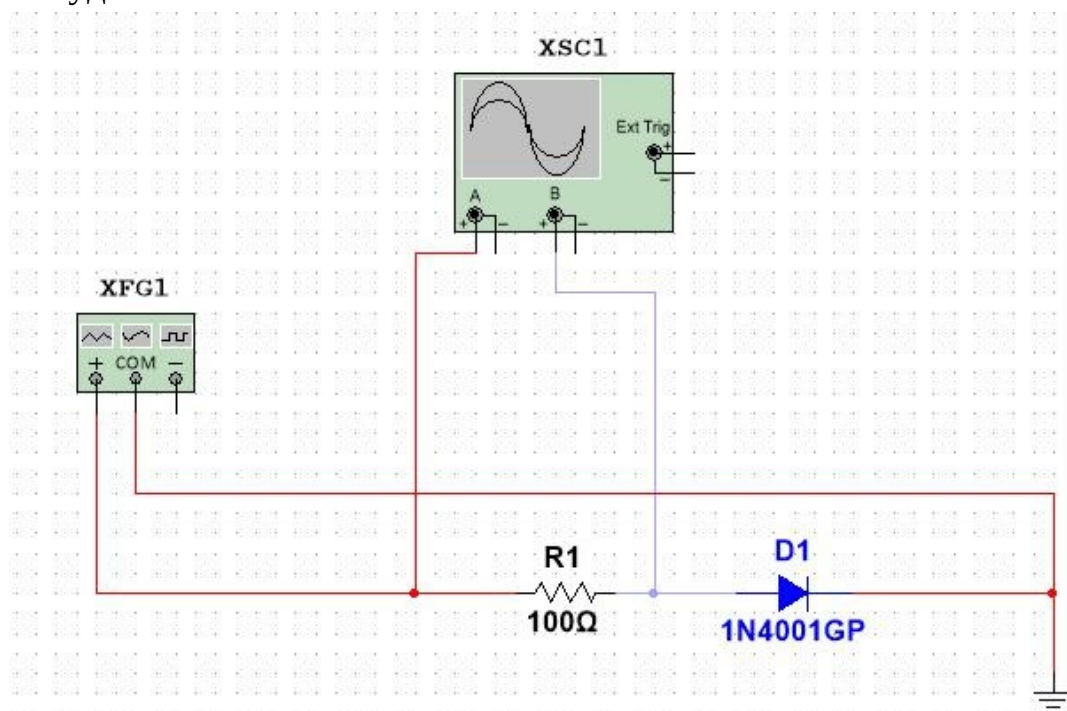 XSC1
Ext Trig
+
−
A
B
+ − + −
XFG1
+ COM −
R1
100Ω
D1
1N4001GP